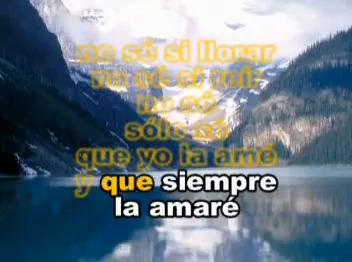 no sé si llorar
no sé si reir
no sé
sólo sé
que yo la amé
y que siempre
la amaré